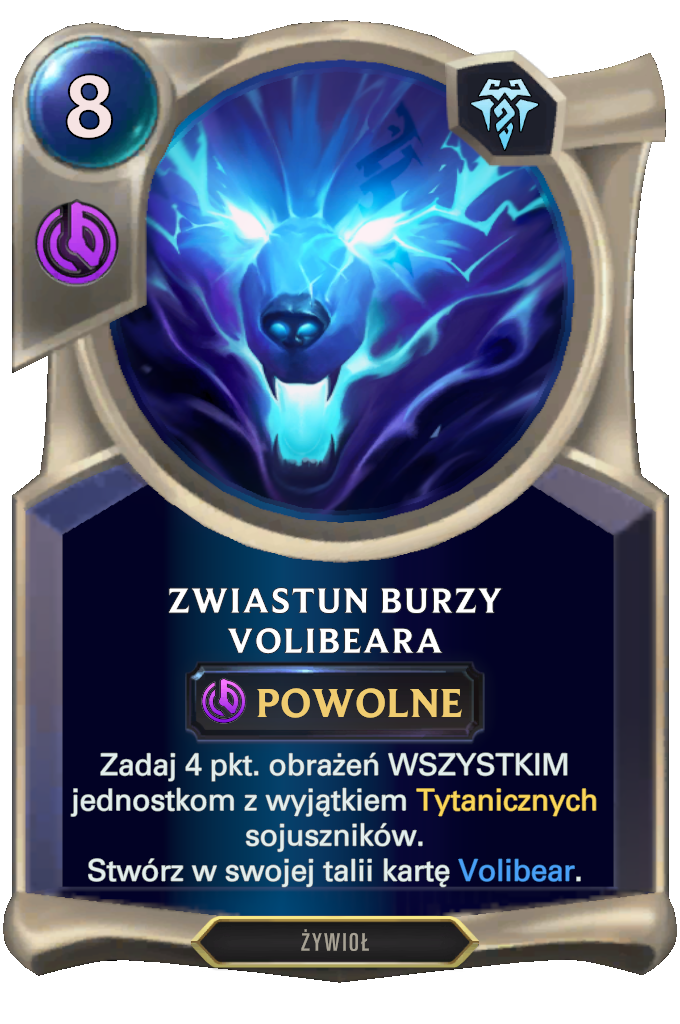 8
ZWIASTUN BURZY
VOLIBEARA
POWOLNE
Zadaj 4 pkt. obrażeń WSZYSTKIM
jednostkom z wyjątkiem Tytanicznych
sojuszników.
Stwórz w swojej talii kartę Volibear.
ŻYWIOŁ